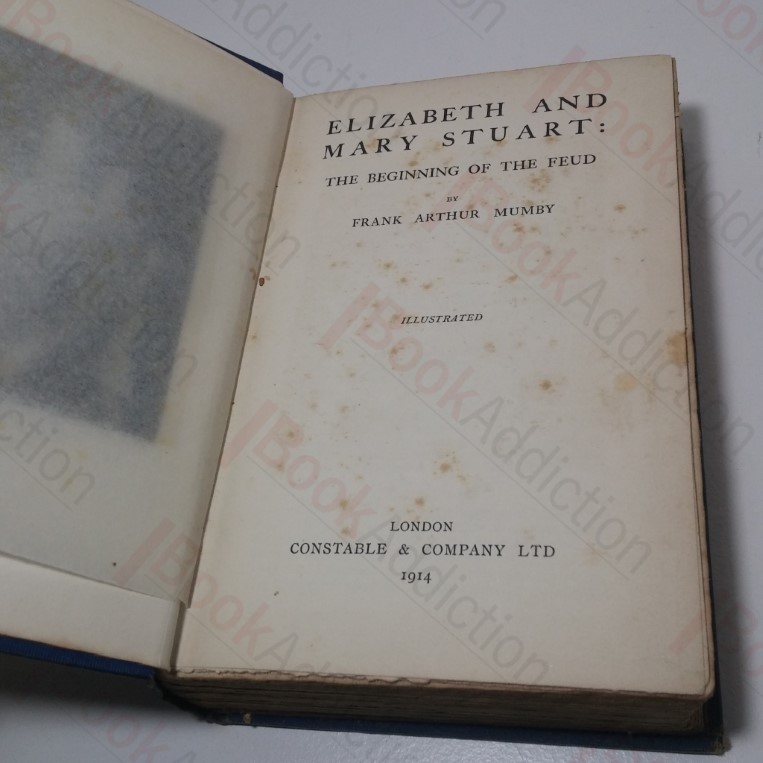 ELIZABETH AND
MARY STUART:
THE BEGINNING OF THE FEUD
BY
FRANK ARTHUR MUMBY
ILLUSTRATED
LONDON
CONSTABLE & COMPANY LTD
1914
BookAddiction